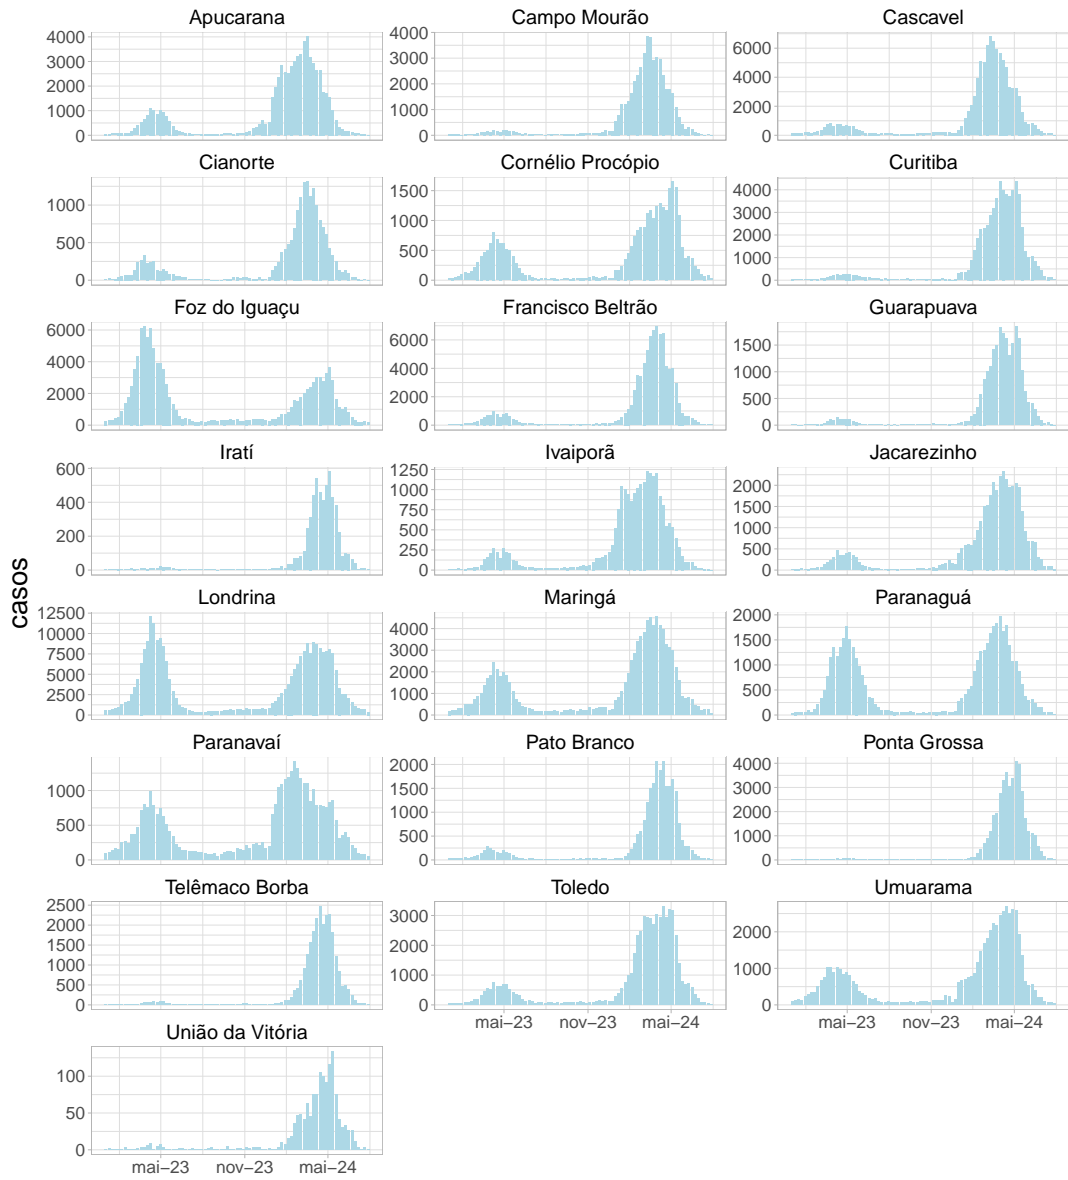 Apucarana Campo Mourão Cascavel
4000 4000 6000
3000 3000 4000
2000 2000 2000
1000 1000 0
0 0
Cianorte Cornélio Procópio Curitiba
1000 1500 4000
500 1000 3000
0 500 2000
0 1000
0
Foz do Iguaçu Francisco Beltrão Guarapuava
6000 6000 1500
4000 4000 1000
2000 2000 500
0 0 0
Iratí Ivaiporã Jacarezinho
600 1250 2000
400 1000 1500
200 750 1000
0 500 500
250 0
0
casos
Londrina Maringá Paranaguá
12500 4000 2000
10000 3000 1500
7500 2000 1000
5000 1000 500
2500 0 0
0
Paranavaí Pato Branco Ponta Grossa
1000 2000 4000
500 1500 3000
0 1000 2000
500 1000
0 0
Telêmaco Borba Toledo Umuarama
2500 3000 2000
2000 2000 1000
1500 1000 0
1000 0
500
0
mai–23 nov–23 mai–24 mai–23 nov–23 mai–24
União da Vitória
100
50
0
mai–23 nov–23 mai–24